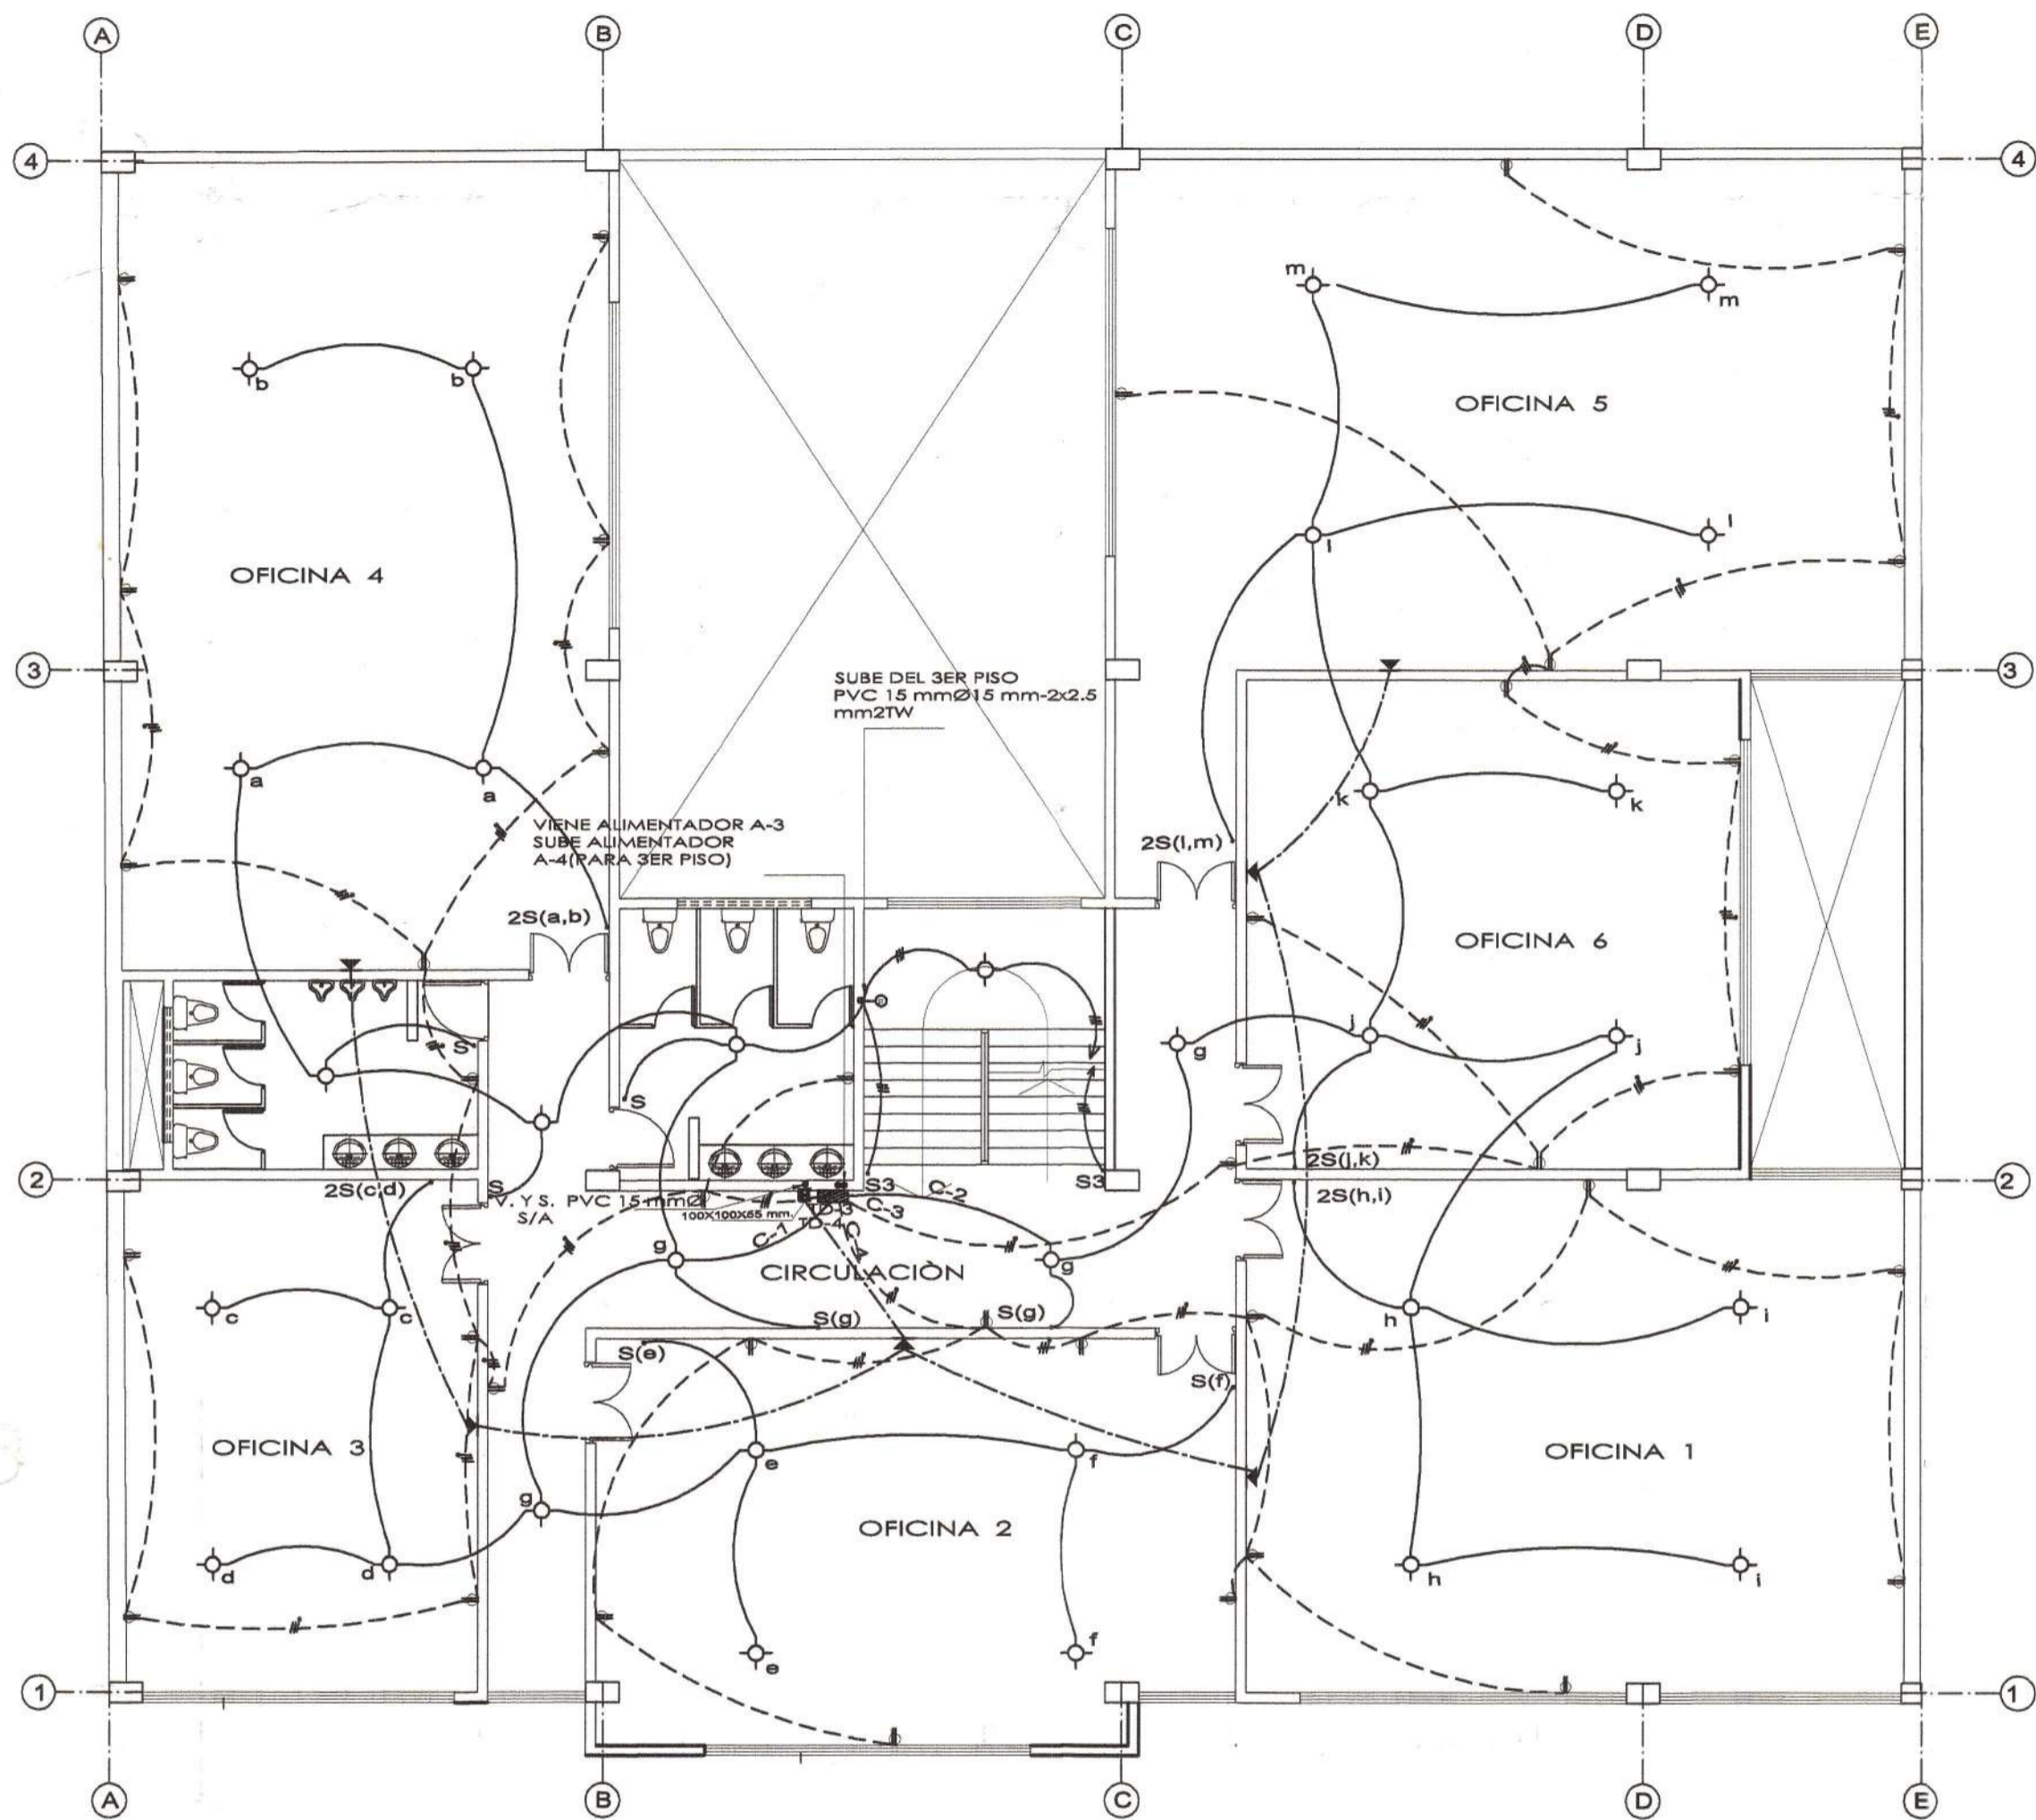 A
B
C
D
E
4
4
m
m
b
b
OFICINA 5
l
l
OFICINA 4
3
3
SUBE DEL 3ER PISO
PVC 15 mmØ15 mm-2x2.5
mm2TW
a
a
k
k
VIENE ALIMENTADOR A-3
SUBE ALIMENTADOR
A-4(PARA 3ER PISO)
2S(l,m)
2S(a,b)
OFICINA 6
S
g
j
j
S
2
2
2S(c,d)
S
V. Y S. PVC 15 mmØ
S/A
100X100X65 mm.
TD-3
TD-4
S3
S3
C-2
C-3
C-1
C-4
2S(j,k)
2S(h,i)
g
g
CIRCULACIÒN
c
c
h
i
S(g)
S(g)
S(e)
S(f)
OFICINA 3
e
f
OFICINA 1
g
OFICINA 2
d
d
h
i
e
f
1
1
A
B
C
D
E